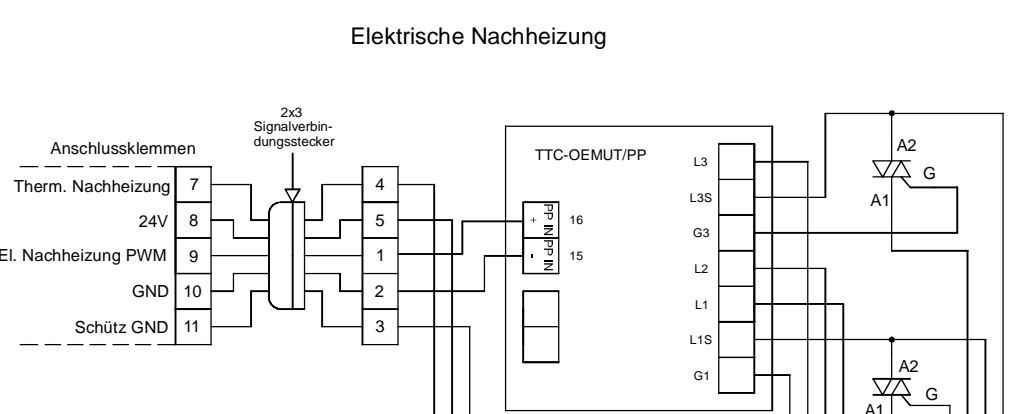 Elektrische Nachheizung
2x3
Signalverbin-
dungsstecker
Anschlussklemmen
Therm. Nachheizung 7
24V 8
El. Nachheizung PWM 9
GND 10
Schütz GND 11
4
5
1
2
3
TTC-OEMUT/PP
+ PP IN 16
- PP IN 15
L3
L3S
G3
L2
L1
L1S
G1
A2
G
A1
A2
G
A1